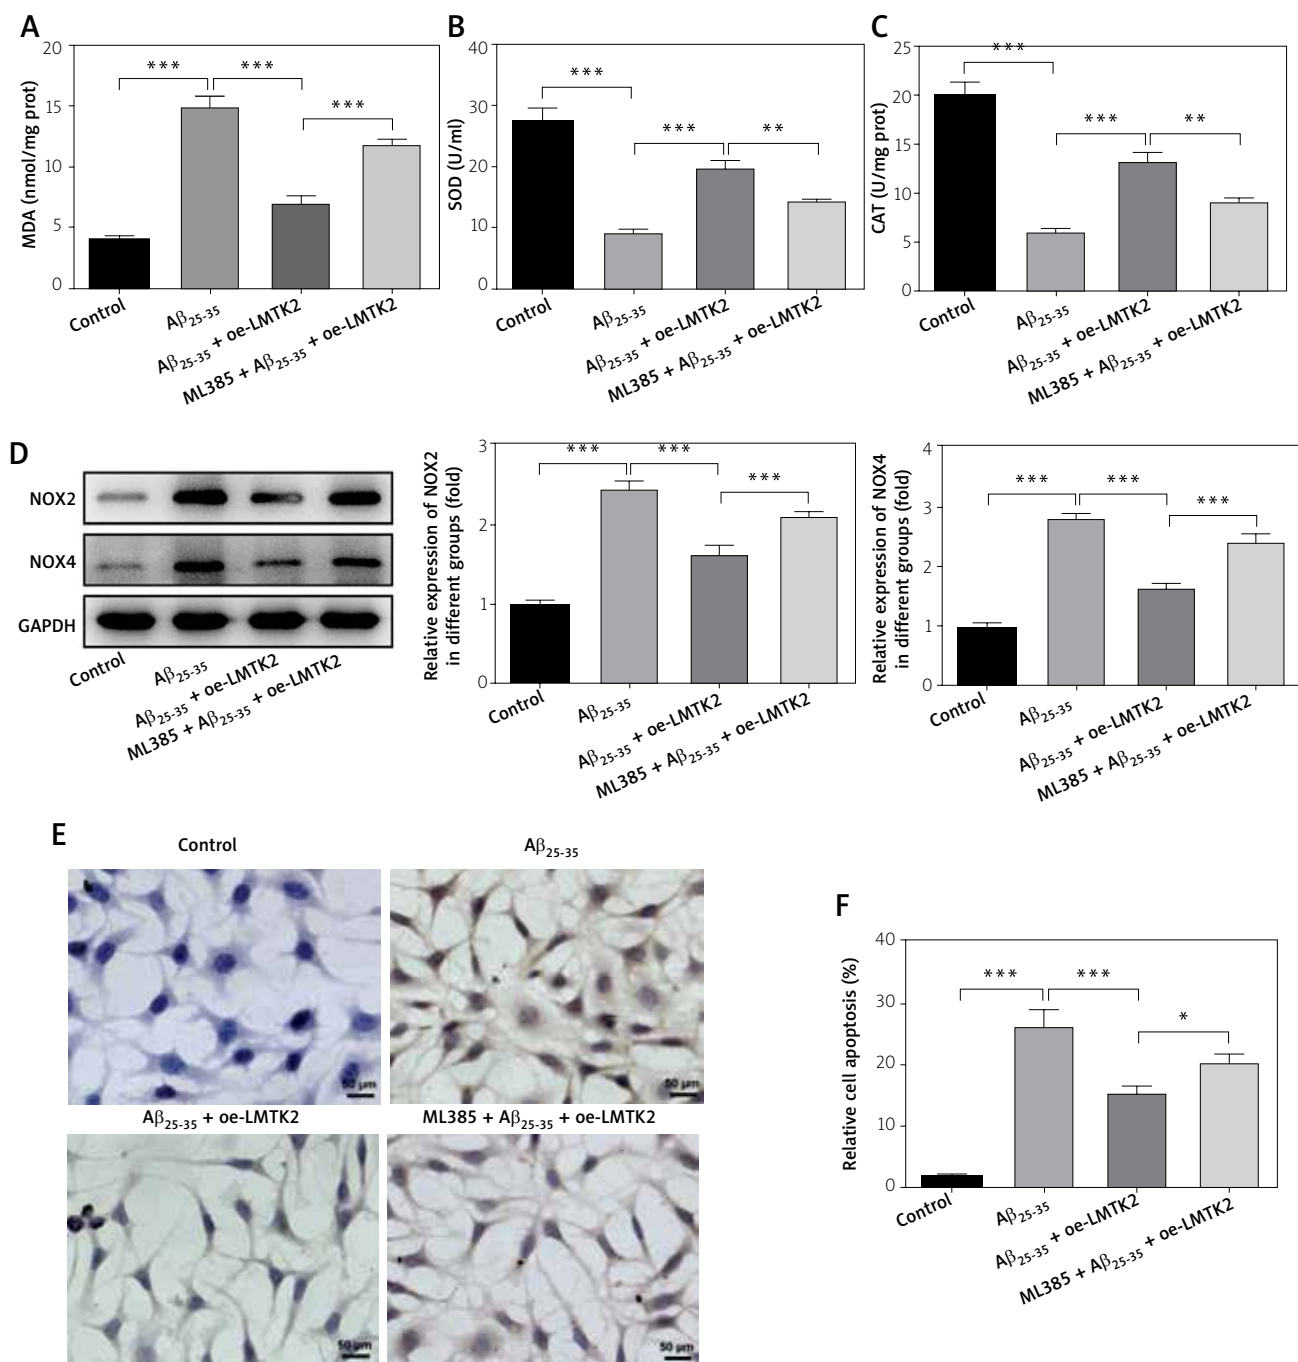 A
MDA (nmol/mg prot)
20
15
10
5
0
***
***
***
Control
Aβ25-35
Aβ25-35 + oe-LMTK2
ML385 + Aβ25-35 + oe-LMTK2
B
SOD (U/ml)
40
30
20
10
0
***
***
**
Control
Aβ25-35
Aβ25-35 + oe-LMTK2
ML385 + Aβ25-35 + oe-LMTK2
C
CAT (U/mg prot)
25
20
15
10
5
0
***
***
**
Control
Aβ25-35
Aβ25-35 + oe-LMTK2
ML385 + Aβ25-35 + oe-LMTK2
D
NOX2
NOX4
GAPDH
Control
Aβ25-35
Aβ25-35 + oe-LMTK2
ML385 + Aβ25-35 + oe-LMTK2
Relative expression of NOX2
in different groups (fold)
3
2
1
0
***
***
***
Control
Aβ25-35
Aβ25-35 + oe-LMTK2
ML385 + Aβ25-35 + oe-LMTK2
Relative expression of NOX4
in different groups (fold)
4
3
2
1
0
***
***
***
Control
Aβ25-35
Aβ25-35 + oe-LMTK2
ML385 + Aβ25-35 + oe-LMTK2
E
Control
Aβ25-35
50 µm
50 µm
Aβ25-35 + oe-LMTK2
ML385 + Aβ25-35 + oe-LMTK2
50 µm
50 µm
F
Relative cell apoptosis (%)
40
30
20
10
0
***
***
*
Control
Aβ25-35
Aβ25-35 + oe-LMTK2
ML385 + Aβ25-35 + oe-LMTK2